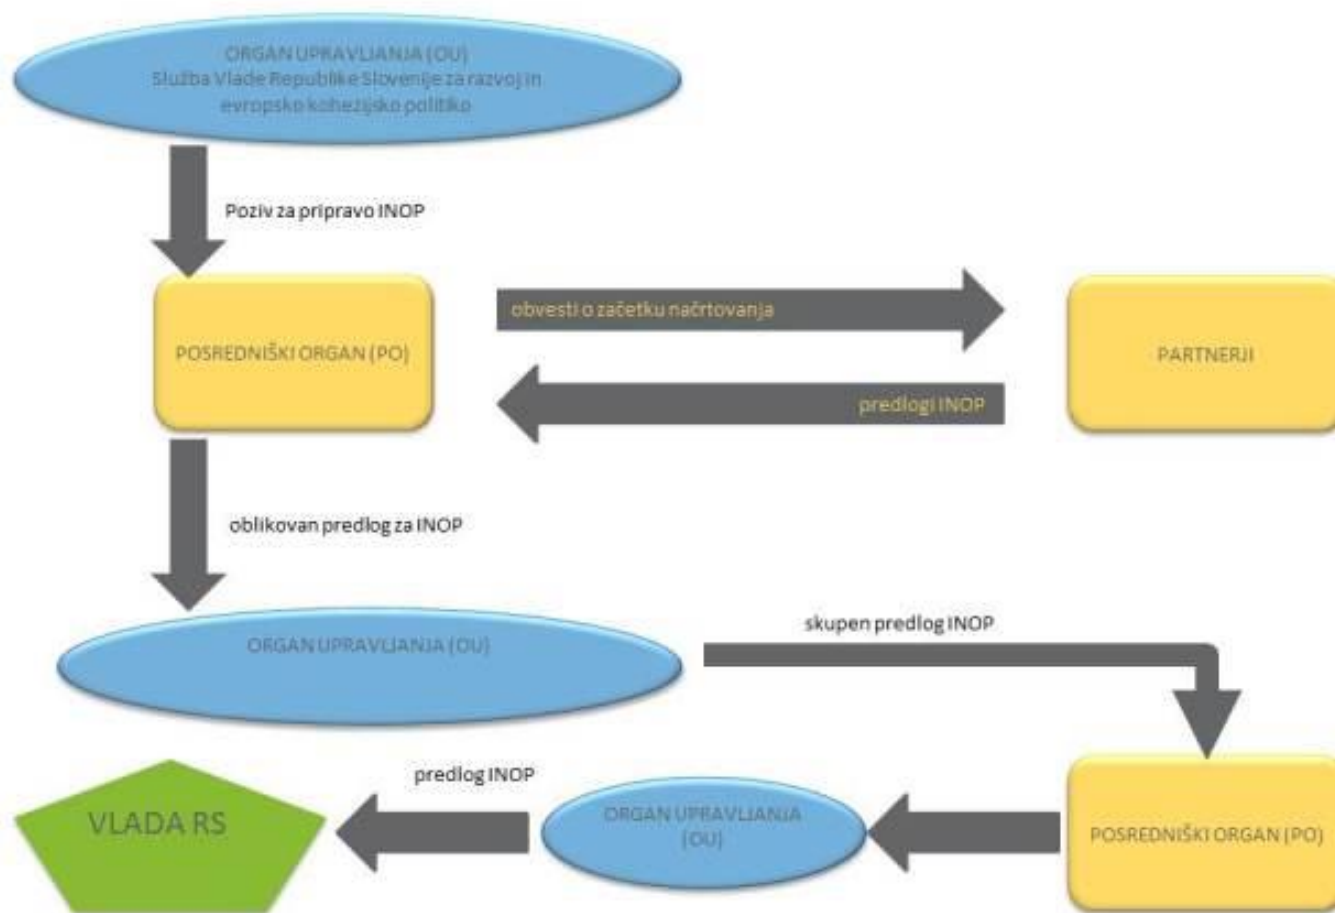 ORGAN UPRAVLJANJA (OU)
Služba Vlade Republike Slovenije za razvoj in
evropsko kohezijsko politiko
Poziv za pripravo INOP
POSREDNIŠKI ORGAN (PO)
obvesti o začetku načrtovanja
PARTNERJI
predlogi INOP
oblikovan predlog za INOP
ORGAN UPRAVLJANJA (OU)
skupen predlog INOP
predlog INOP
VLADA RS
ORGAN UPRAVLJANJA
(OU)
POSREDNIŠKI ORGAN (PO)